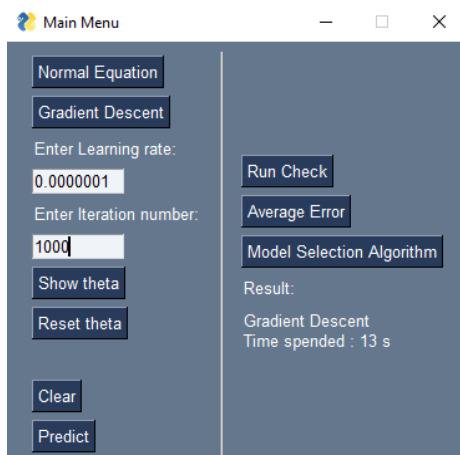 Main Menu
Normal Equation
Gradient Descent
Enter Learning rate:
0.0000001
Enter Iteration number:
1000
Show theta
Reset theta
Clear
Predict
Run Check
Average Error
Model Selection Algorithm
Result:
Gradient Descent
Time spended : 13 s